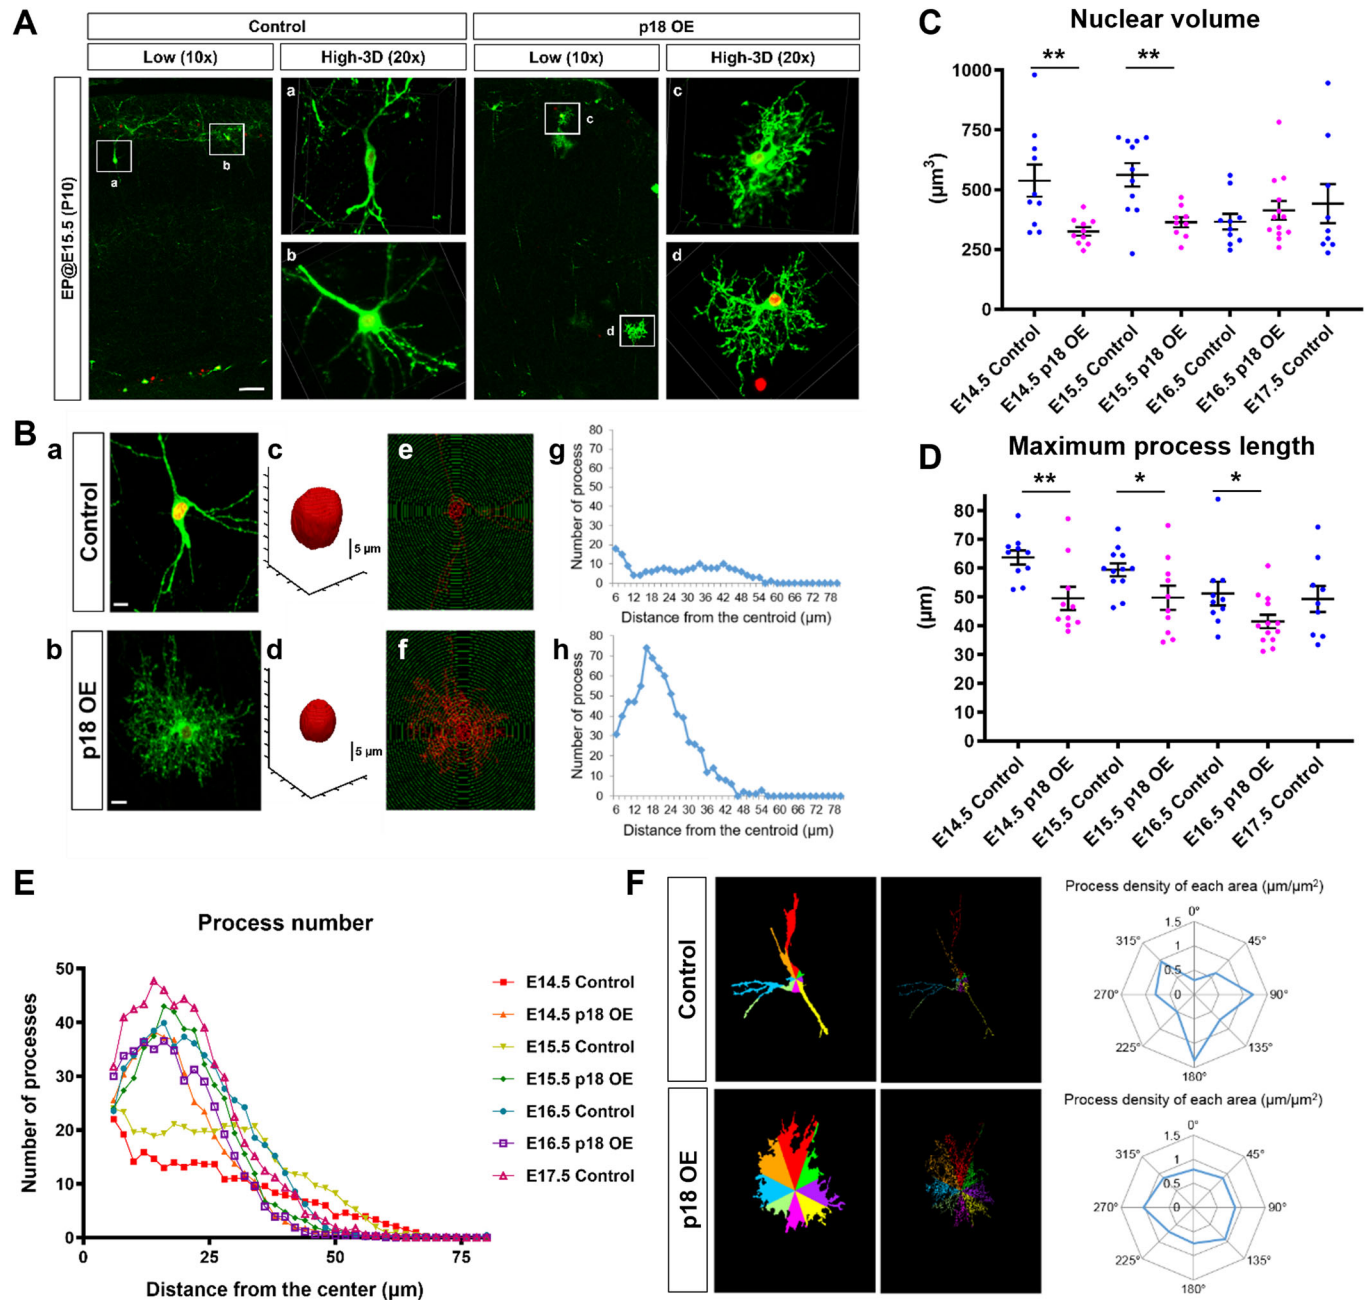 A
Control
p18 OE
Low (10x)
High-3D (20x)
Low (10x)
High-3D (20x)
EP@E15.5 (P10)
a
b
a
b
c
d
c
d
B
Control
p18 OE
a
b
c
5 µm
d
5 µm
e
f
g
Number of process
80
70
60
50
40
30
20
10
0
6 12 18 24 30 36 42 48 54 60 66 72 78
Distance from the centroid (µm)
h
Number of process
80
70
60
50
40
30
20
10
0
6 12 18 24 30 36 42 48 54 60 66 72 78
Distance from the centroid (µm)
C
Nuclear volume
** **
(µm³)
1000
750
500
250
0
E14.5 Control
E14.5 p18 OE
E15.5 Control
E15.5 p18 OE
E16.5 Control
E16.5 p18 OE
E17.5 Control
D
Maximum process length
** * *
(µm)
80
70
60
50
40
30
20
10
0
E14.5 Control
E14.5 p18 OE
E15.5 Control
E15.5 p18 OE
E16.5 Control
E16.5 p18 OE
E17.5 Control
E
Process number
Number of processes
50
40
30
20
10
0
0 25 50 75
Distance from the center (µm)
E14.5 Control
E14.5 p18 OE
E15.5 Control
E15.5 p18 OE
E16.5 Control
E16.5 p18 OE
E17.5 Control
F
Control
p18 OE
Process density of each area (µm/µm²)
0°
45°
90°
135°
180°
225°
270°
315°
1.5
1
0.5
0
Process density of each area (µm/µm²)
0°
45°
90°
135°
180°
225°
270°
315°
1.5
1
0.5
0